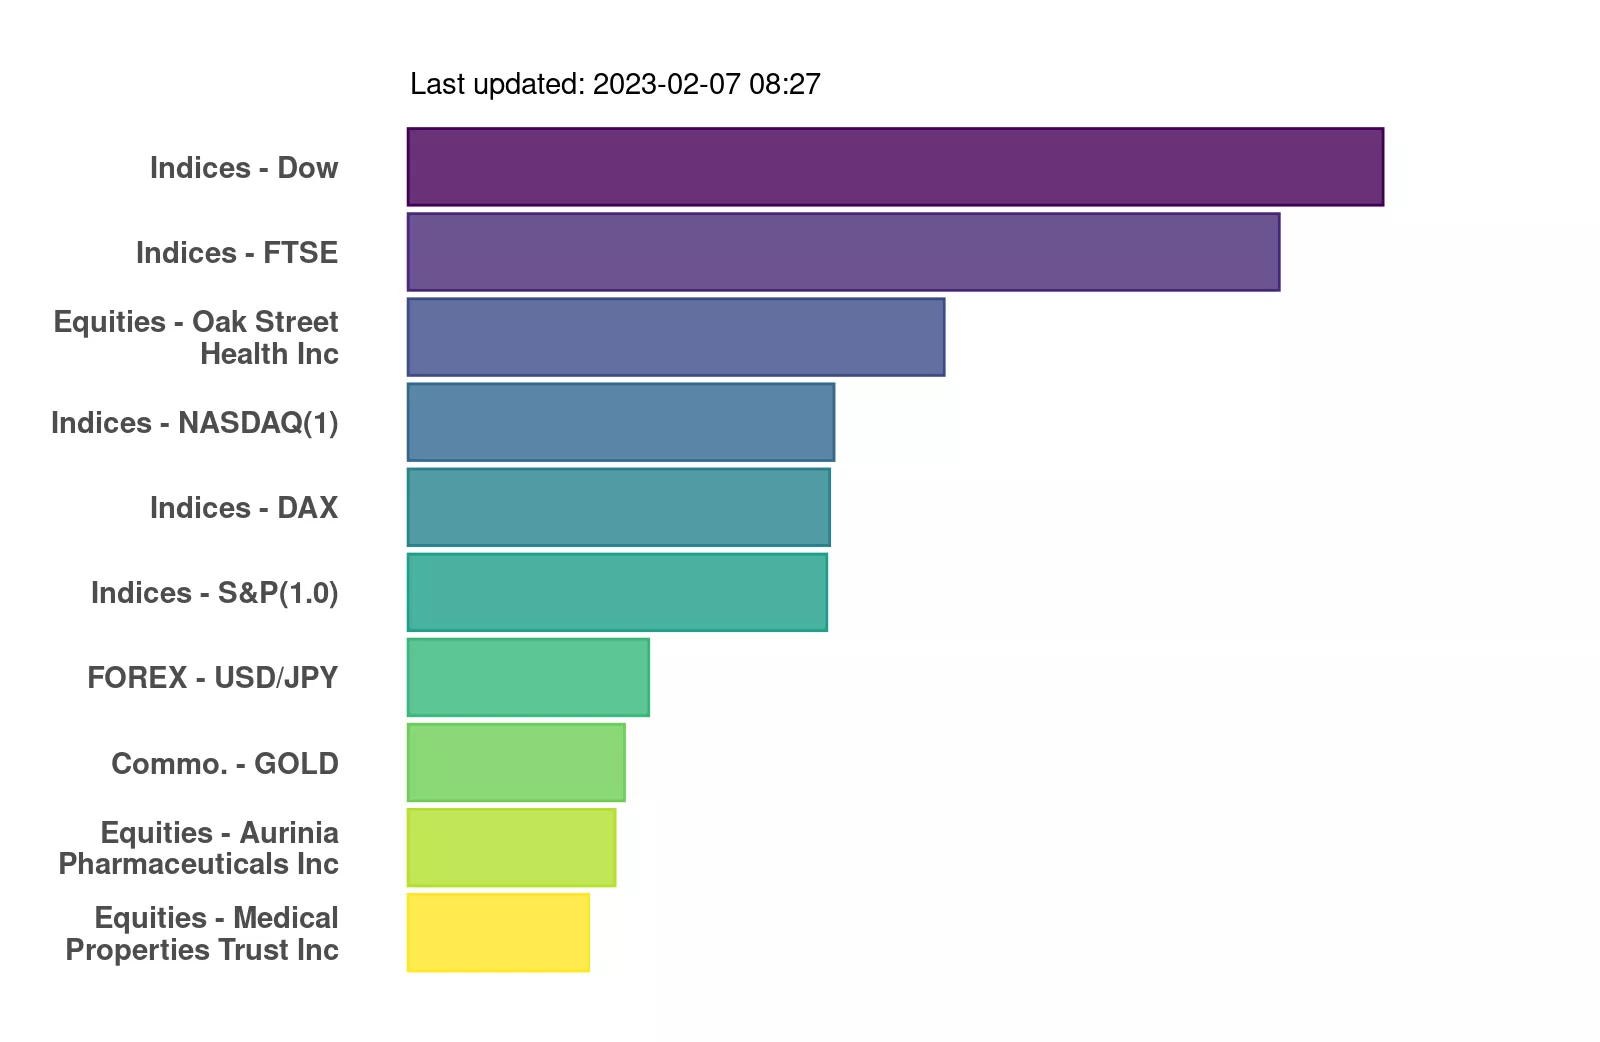 Last updated: 2023-02-07 08:27
Indices - Dow
Indices - FTSE
Equities - Oak Street
Health Inc
Indices - NASDAQ(1)
Indices - DAX
Indices - S&P(1.0)
FOREX - USD/JPY
Commo. - GOLD
Equities - Aurinia
Pharmaceuticals Inc
Equities - Medical
Properties Trust Inc